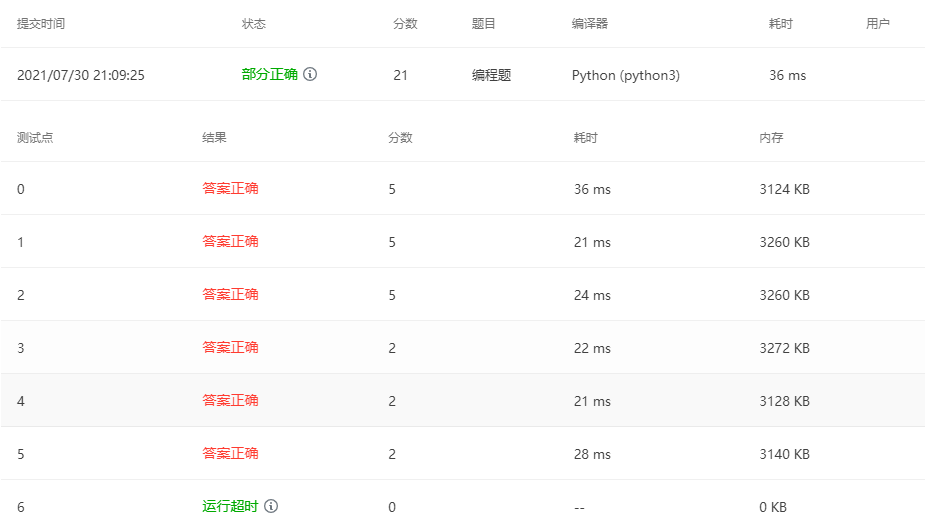 提交时间 状态 分数 题目 编译器 耗时 用户
2021/07/30 21:09:25 部分正确 21 编程题 Python (python3) 36 ms
测试点 结果 分数 耗时 内存
0 答案正确 5 36 ms 3124 KB
1 答案正确 5 21 ms 3260 KB
2 答案正确 5 24 ms 3260 KB
3 答案正确 2 22 ms 3272 KB
4 答案正确 2 21 ms 3128 KB
5 答案正确 2 28 ms 3140 KB
6 运行超时 0 -- 0 KB